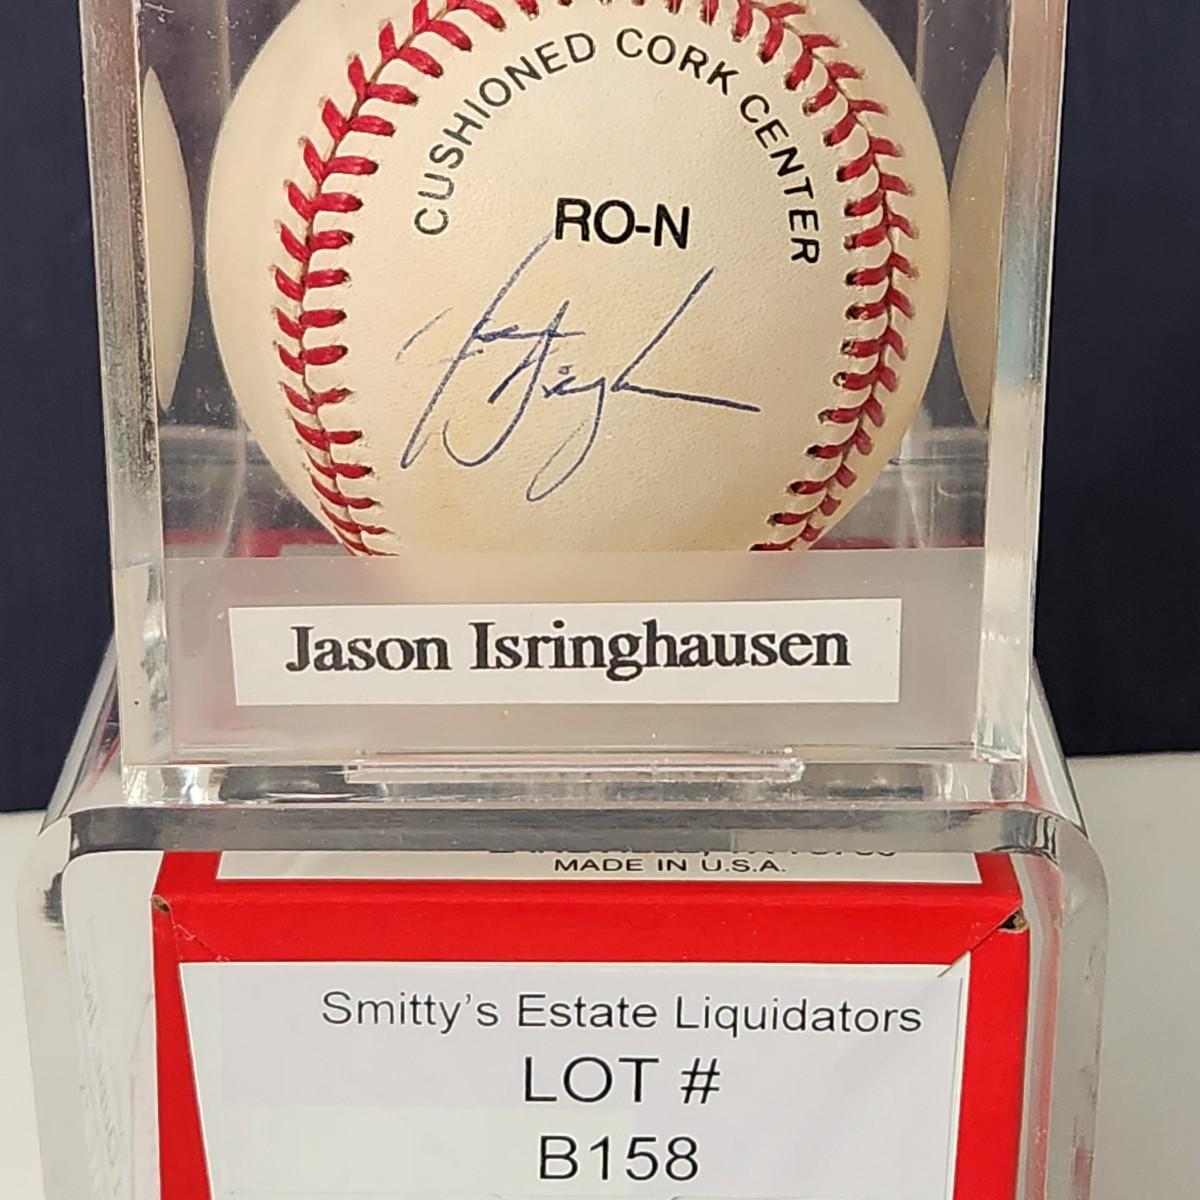 CUSHIONED CORK CENTER
RO-N
Jason Isringhausen
MADE IN U.S.A.
Smitty's Estate Liquidators
LOT #
B158